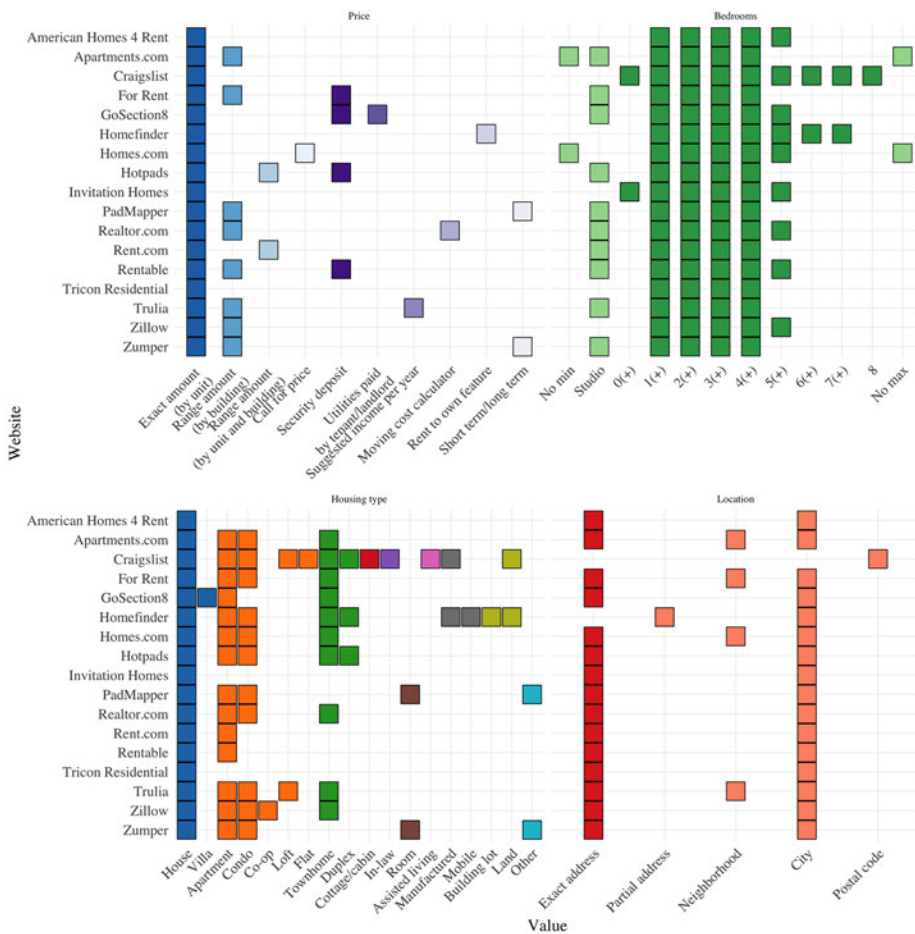 Price
Bedrooms
American Homes 4 Rent
Apartments.com
Craigslist
For Rent
GoSection8
Homefinder
Homes.com
Hotpads
Invitation Homes
PadMapper
Realtor.com
Rent.com
Rentable
Tricon Residential
Trulia
Zillow
Zumper
Exact amount
(by unit)
Range amount
(by building)
Range amount
(by unit and building)
Call for price
Security deposit
Utilities paid
by tenant/landlord
Suggested income per year
Moving cost calculator
Rent to own feature
Short term/long term
No min
Studio
0(+)
1(+)
2(+)
3(+)
4(+)
5(+)
6(+)
7(+)
8
No max
Website
Housing type
Location
American Homes 4 Rent
Apartments.com
Craigslist
For Rent
GoSection8
Homefinder
Homes.com
Hotpads
Invitation Homes
PadMapper
Realtor.com
Rent.com
Rentable
Tricon Residential
Trulia
Zillow
Zumper
House
Villa
Apartment
Condo
Co-op
Loft
Flat
Townhome
Duplex
Cottage/cabin
In-law
Room
Assisted living
Manufactured
Mobile
Building lot
Land
Other
Exact address
Partial address
Neighborhood
City
Postal code
Value